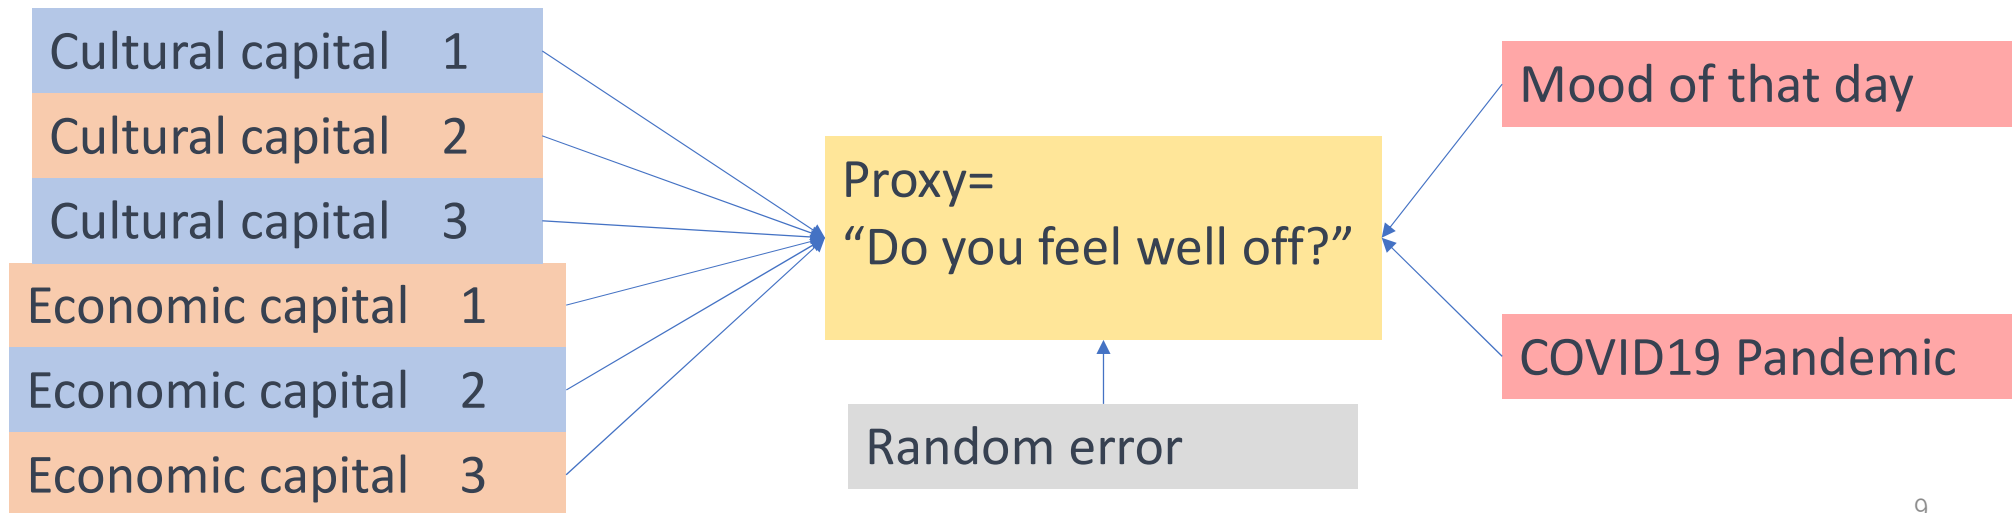 Cultural capital 1
Cultural capital 2
Cultural capital 3
Economic capital 1
Economic capital 2
Economic capital 3
Proxy=
“Do you feel well off?”
Random error
Mood of that day
COVID19 Pandemic
9